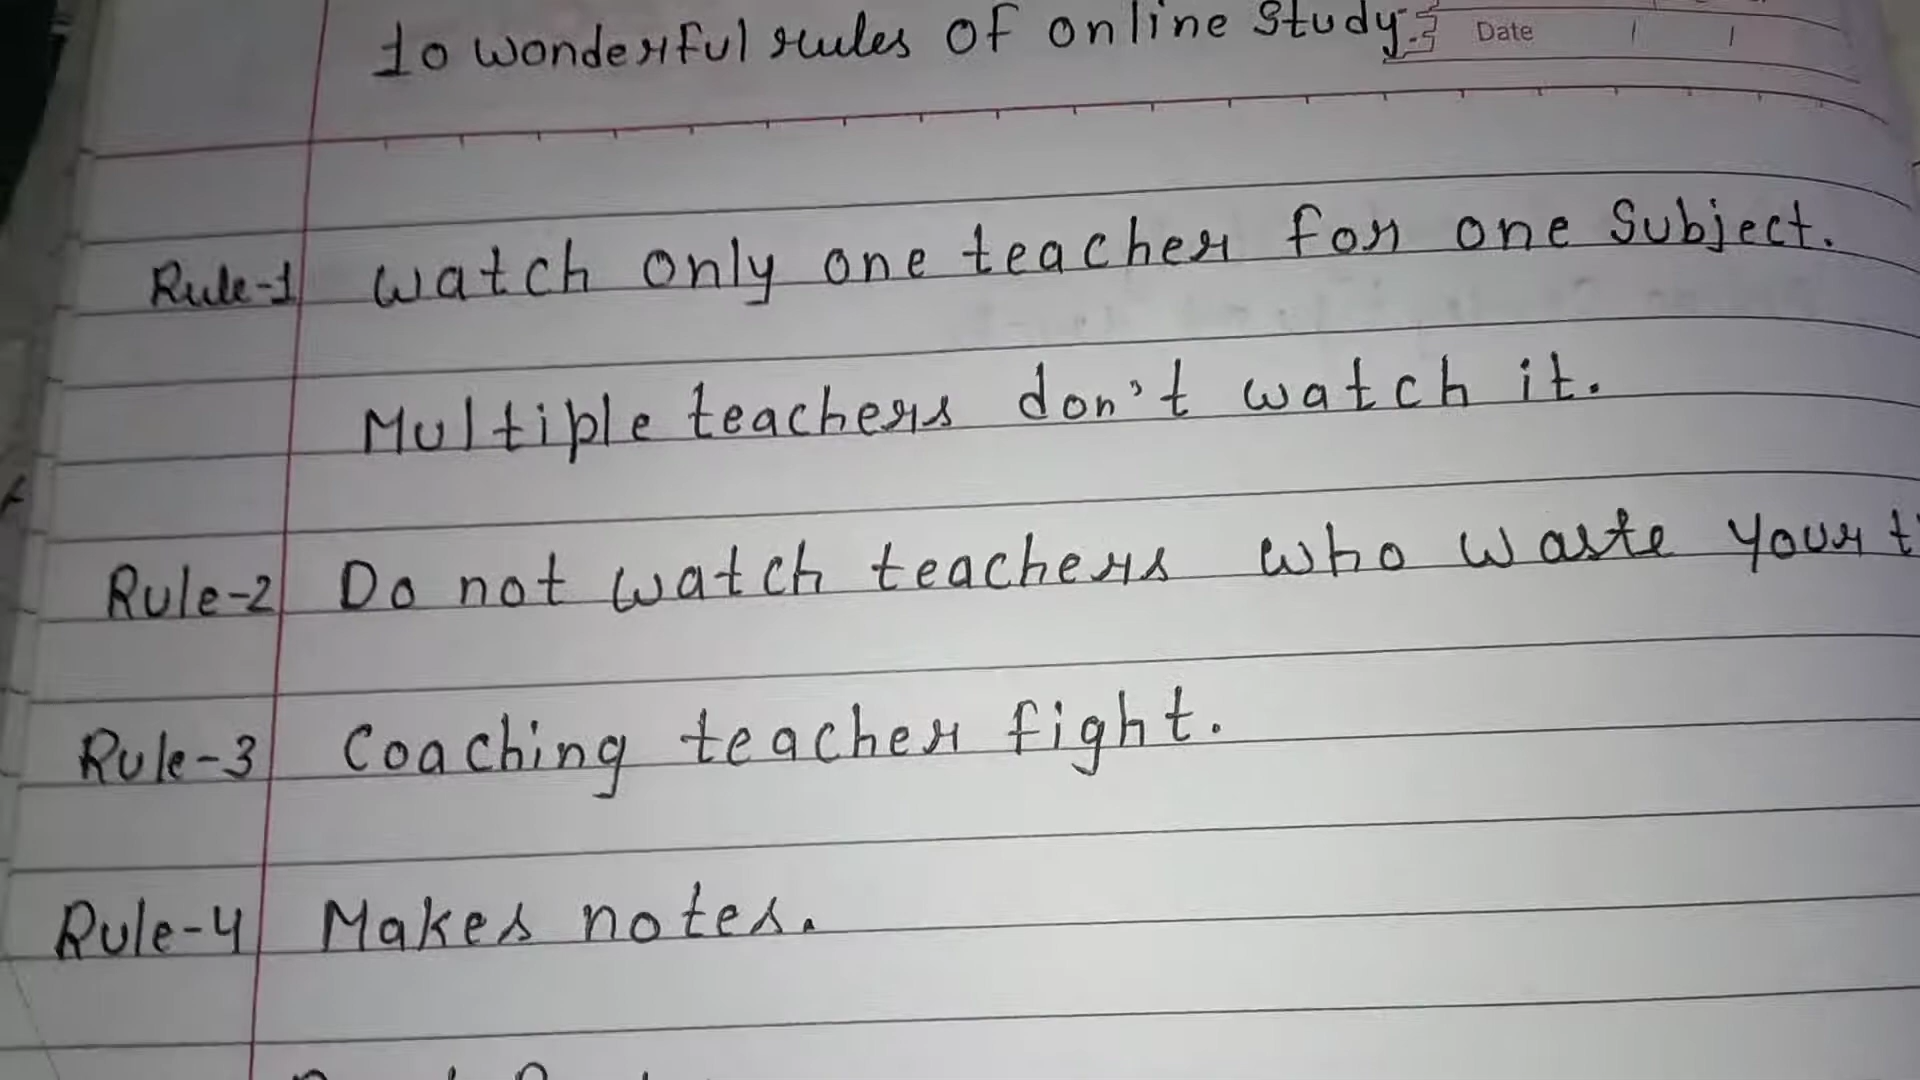 10 wonderful rules of online study:-
Date
Rule-1 watch only one teacher for one Subject.
Multiple teachers don't watch it.
Rule-2 Do not watch teachers who waste your
Rule-3 Coaching teacher fight.
Rule-4 Makes notes.